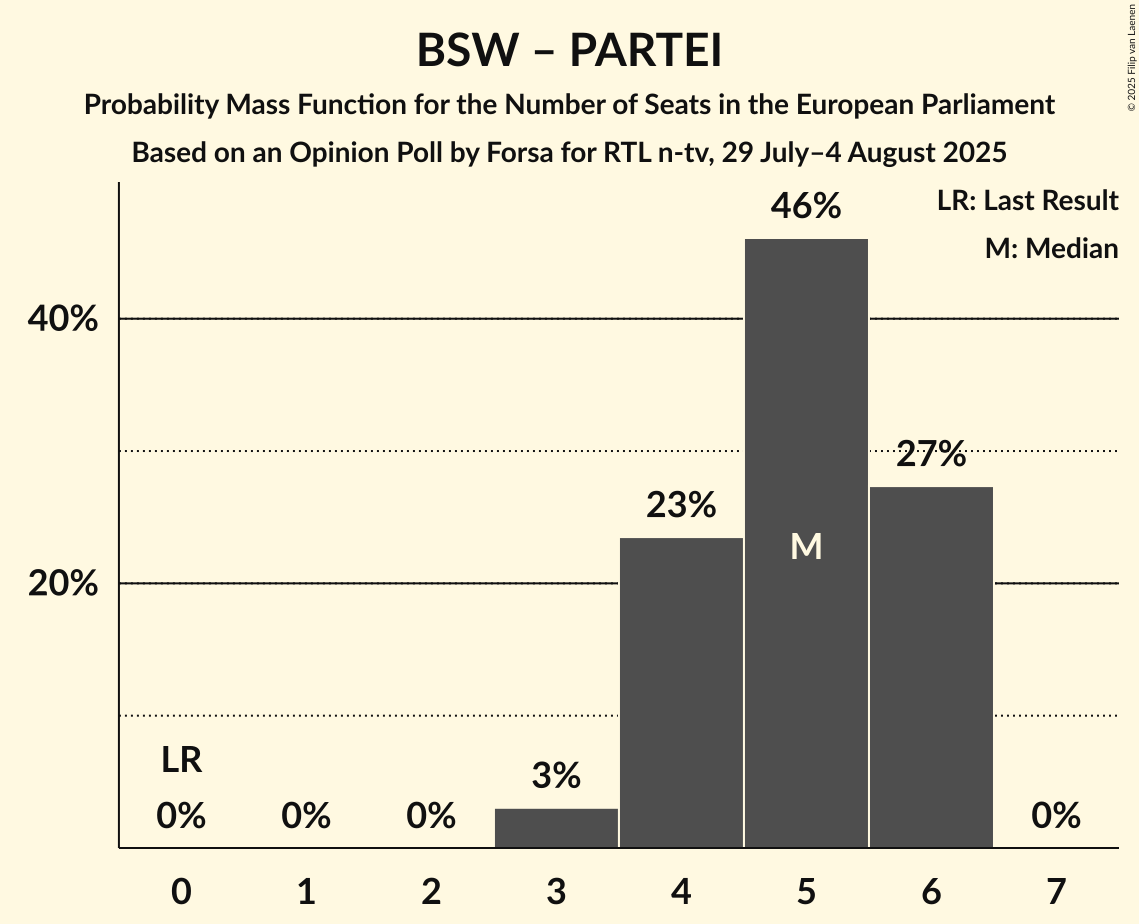 BSW – PARTEI
Probability Mass Function for the Number of Seats in the European Parliament
Based on an Opinion Poll by Forsa for RTL n-tv, 29 July–4 August 2025
© 2025 Filip van Laenen
LR: Last Result
M: Median
46%
40%
27%
23%
M
20%
LR
3%
0% 0% 0% 0%
0 1 2 3 4 5 6 7